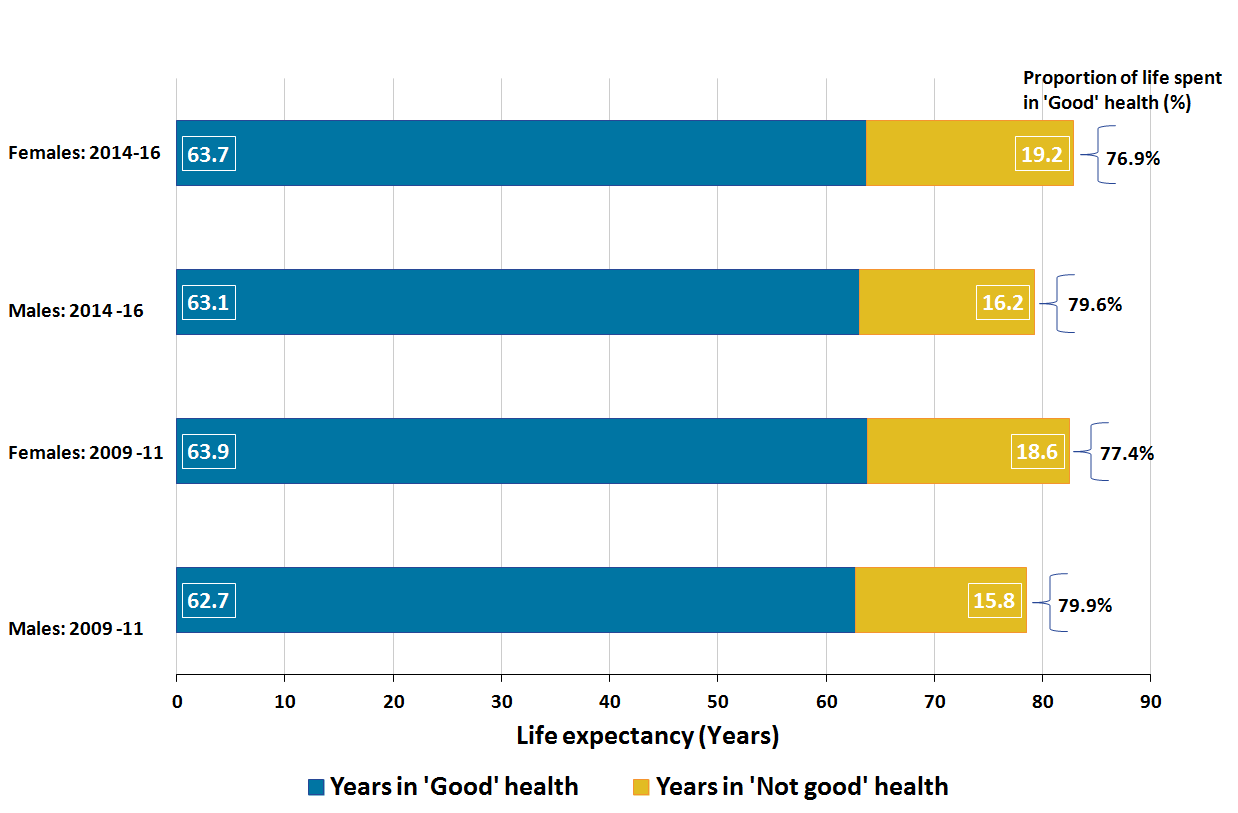 Proportion of life spent
in 'Good' health (%)
Females: 2014-16
63.7
19.2
76.9%
Males: 2014 -16
63.1
16.2
79.6%
Females: 2009 -11
63.9
18.6
77.4%
Males: 2009 -11
62.7
15.8
79.9%
0 10 20 30 40 50 60 70 80 90
Life expectancy (Years)
Years in 'Good' health
Years in 'Not good' health